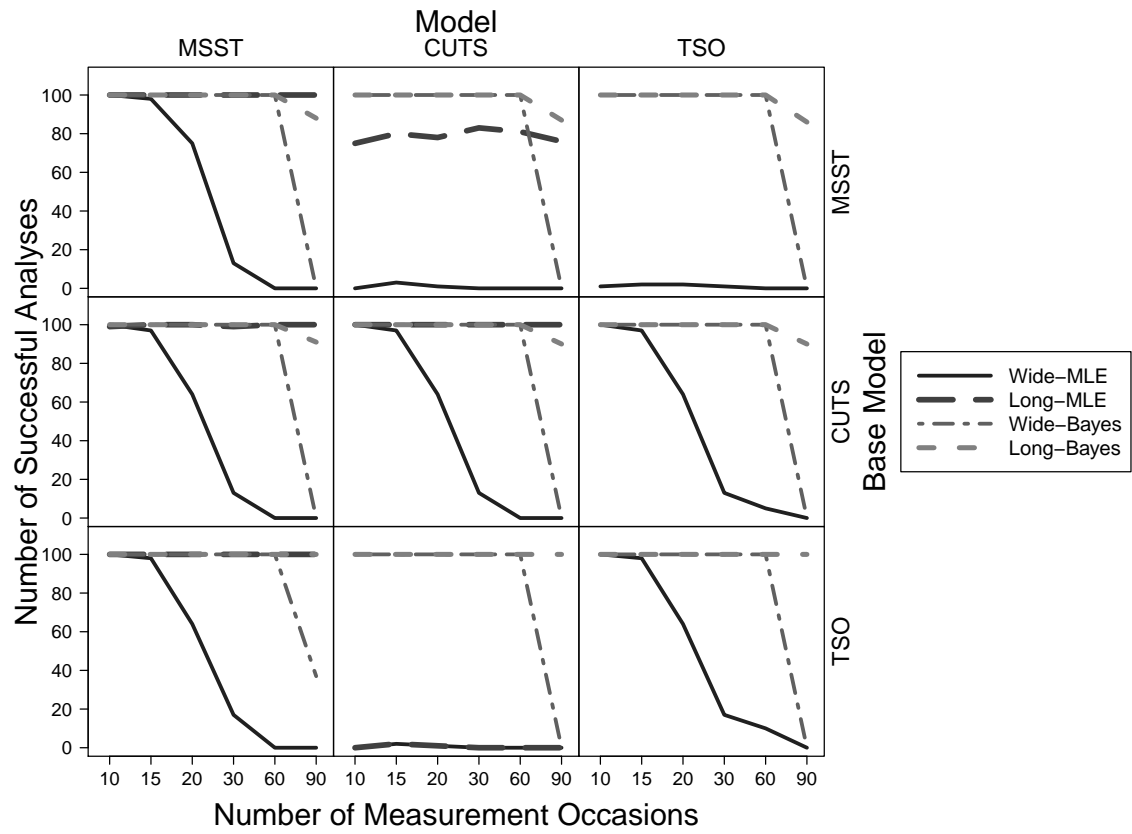 Model
MSST CUTS TSO
Number of Successful Analyses
100
80
60
40
20
0
MSST
100
80
60
40
20
0
CUTS
100
80
60
40
20
0
TSO
Base Model
10 15 20 30 60 90
10 15 20 30 60 90
10 15 20 30 60 90
Number of Measurement Occasions
Wide−MLE
Long−MLE
Wide−Bayes
Long−Bayes